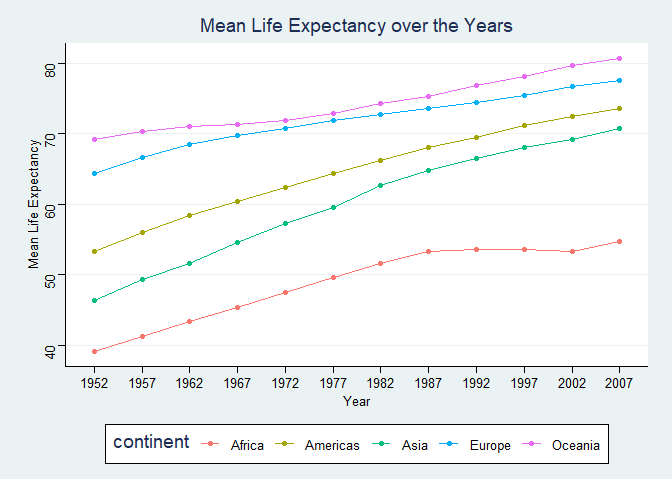 Mean Life Expectancy over the Years
Mean Life Expectancy
80
70
60
50
40
1952 1957 1962 1967 1972 1977 1982 1987 1992 1997 2002 2007
Year
continent Africa Americas Asia Europe Oceania